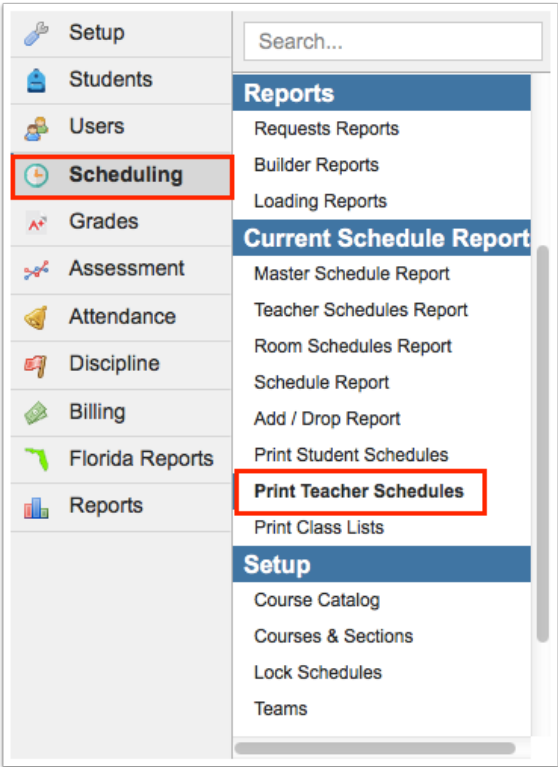 Setup
Students
Users
Scheduling
Grades
Assessment
Attendance
Discipline
Billing
Florida Reports
Reports
Search...
Reports
Requests Reports
Builder Reports
Loading Reports
Current Schedule Report
Master Schedule Report
Teacher Schedules Report
Room Schedules Report
Schedule Report
Add / Drop Report
Print Student Schedules
Print Teacher Schedules
Print Class Lists
Setup
Course Catalog
Courses & Sections
Lock Schedules
Teams